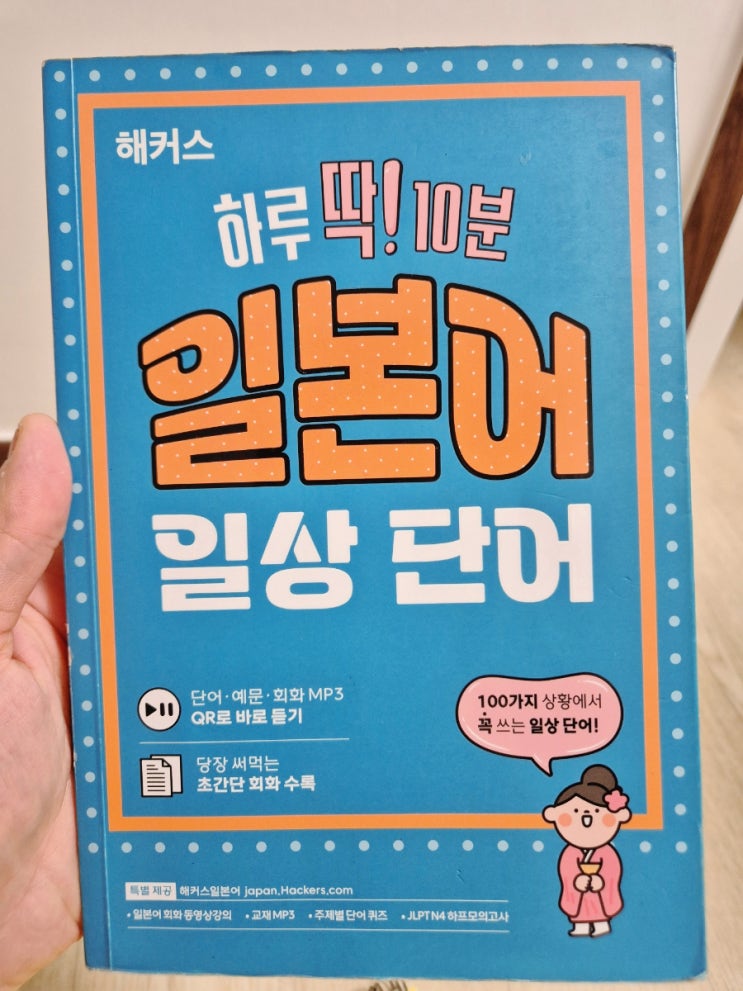 해커스
하루 딱! 10분
일본어
일상 단어
단어·예문·회화 MP3
QR로 바로 듣기
당장 써먹는
초간단 회화 수록
100가지 상황에서
꼭 쓰는 일상 단어!
특별 제공 해커스일본어 japan.Hackers.com
·일본어 회화 동영상강의 ·교재 MP3 ·주제별 단어 퀴즈 ·JLPT N4 하프모의고사